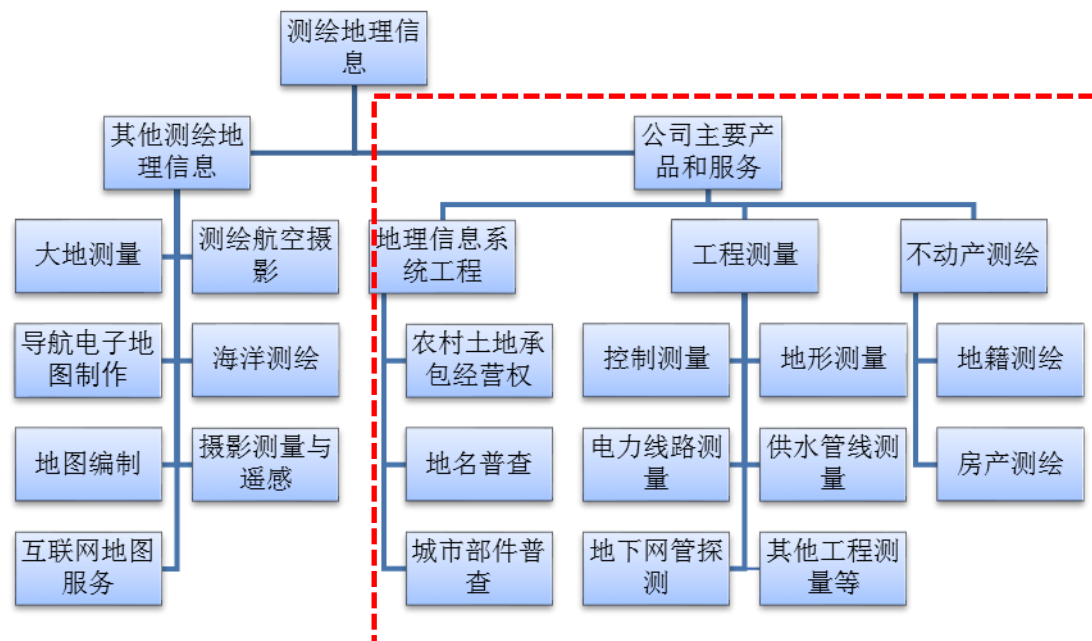 测绘地理信
息
其他测绘地
理信息
公司主要产
品和服务
大地测量
测绘航空摄
影
地理信息系
统工程
工程测量
不动产测绘
导航电子地
图制作
海洋测绘
农村土地承
包经营权
控制测量
地形测量
地籍测绘
地图编制
摄影测量与
遥感
地名普查
电力线路测
量
供水管线测
量
房产测绘
互联网地图
服务
城市部件普
查
地下网管探
测
其他工程测
量等